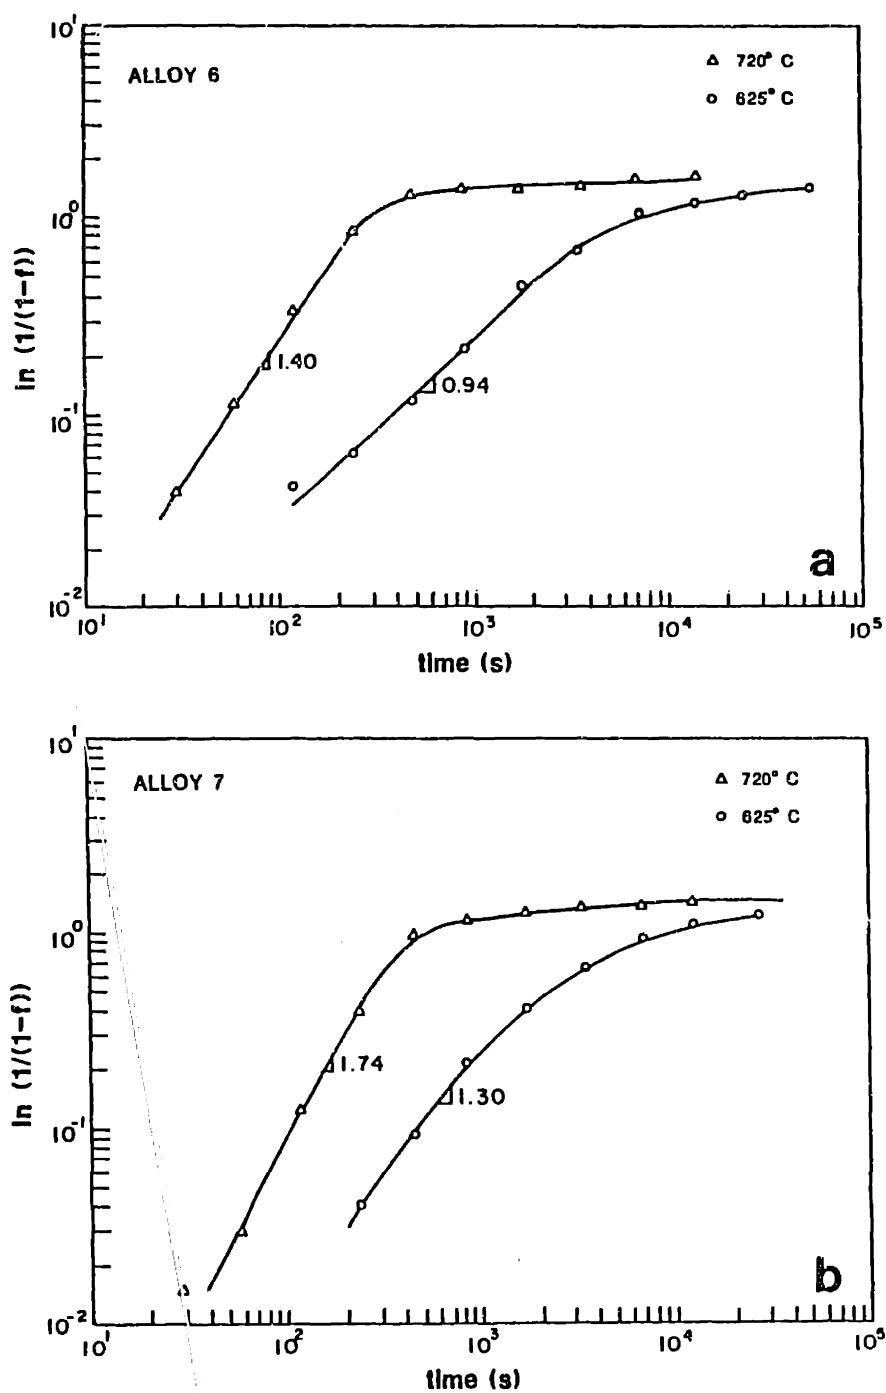 10¹
ALLOY 6
△ 720° C
○ 625° C
10⁰
ln (1/(1-f))
1.40
0.94
10⁻¹
a
10⁻²
10¹ 10² 10³ 10⁴ 10⁵
time (s)
10¹
ALLOY 7
△ 720° C
○ 625° C
10⁰
ln (1/(1-f))
1.74
1.30
10⁻¹
b
10⁻²
10¹ 10² 10³ 10⁴ 10⁵
time (s)